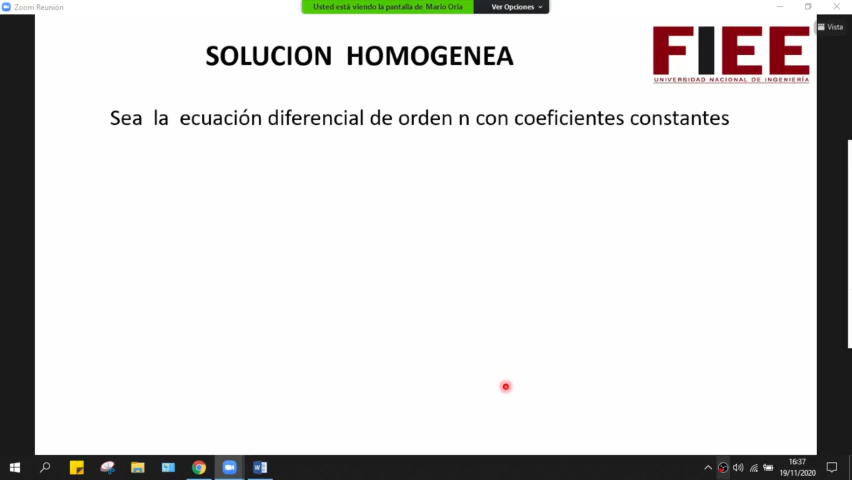 Zoom Reunión
Usted está viendo la pantalla de Mario Oria
Ver Opciones
Vista
SOLUCION HOMOGENEA
FIEE
UNIVERSIDAD NACIONAL DE INGENIERÍA
Sea la ecuación diferencial de orden n con coeficientes constantes
16:37
19/11/2020